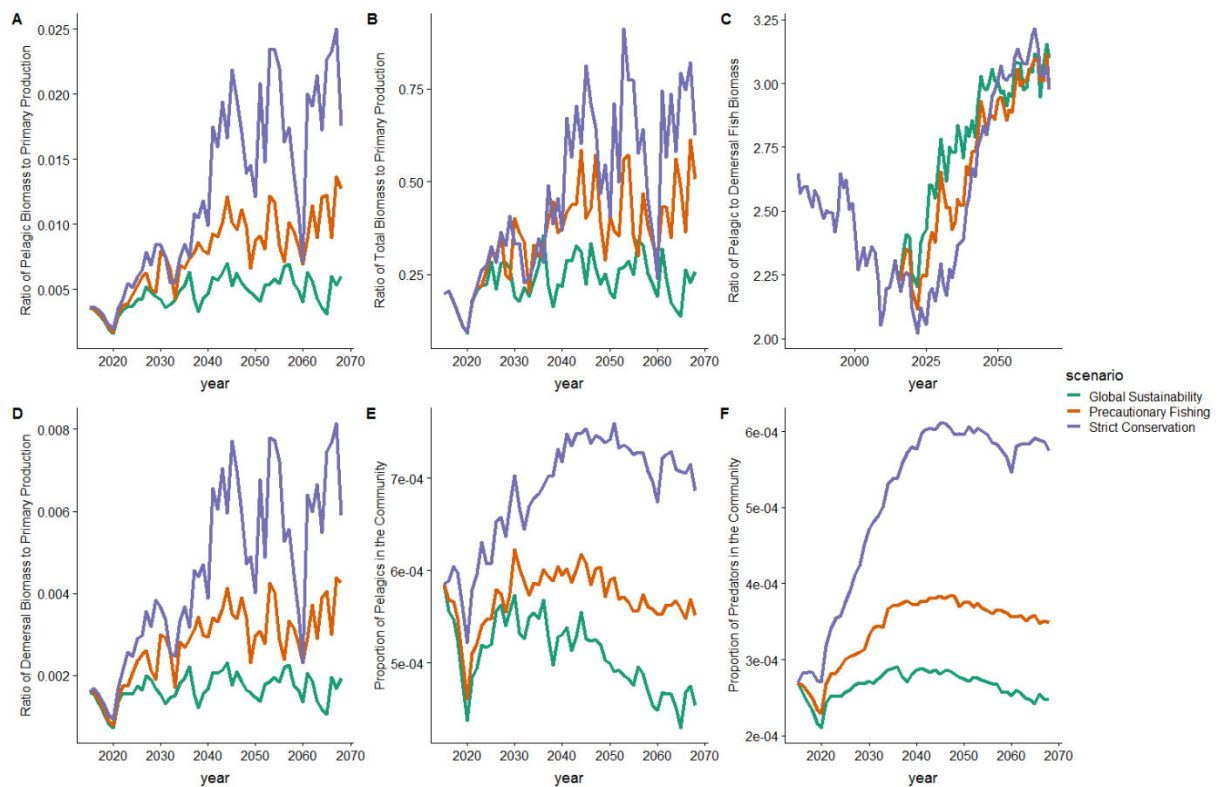 A
Ratio of Pelagic Biomass to Primary Production
0.025
0.020
0.015
0.010
0.005
2020 2030 2040 2050 2060 2070
year
B
Ratio of Total Biomass to Primary Production
0.75
0.50
0.25
2020 2030 2040 2050 2060 2070
year
C
Ratio of Pelagic to Demersal Fish Biomass
3.25
3.00
2.75
2.50
2.25
2.00
2000 2025 2050
year
scenario
Global Sustainability
Precautionary Fishing
Strict Conservation
D
Ratio of Demersal Biomass to Primary Production
0.008
0.006
0.004
0.002
2020 2030 2040 2050 2060 2070
year
E
Proportion of Pelagics in the Community
7e-04
6e-04
5e-04
2020 2030 2040 2050 2060 2070
year
F
Proportion of Predators in the Community
6e-04
5e-04
4e-04
3e-04
2e-04
2020 2030 2040 2050 2060 2070
year